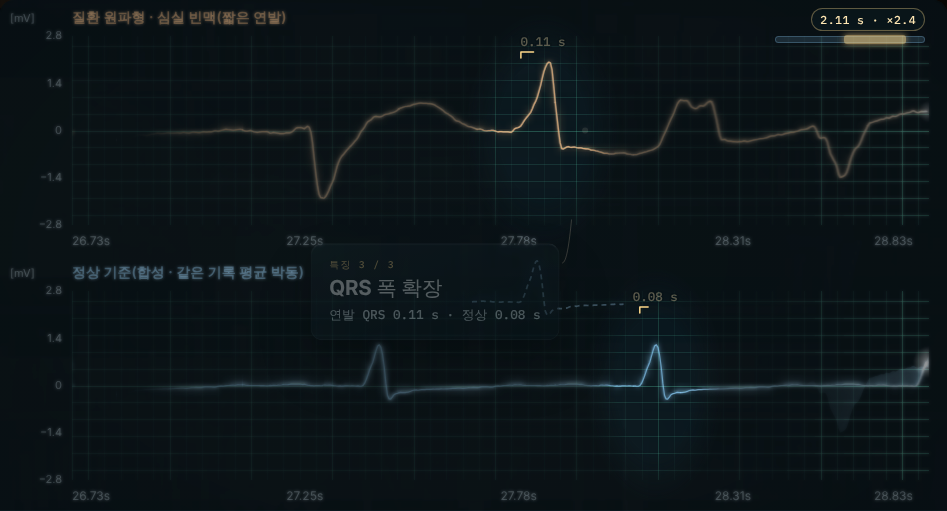 [mV]
질환 원파형 · 심실 빈맥(짧은 연발)
2.11 s · ×2.4
2.8
1.4
0
−1.4
−2.8
0.11 s
26.73s
27.25s
27.78s
28.31s
28.83s
[mV]
정상 기준(합성 · 같은 기록 평균 박동)
특징 3 / 3
QRS 폭 확장
연발 QRS 0.11 s · 정상 0.08 s
0.08 s
2.8
1.4
0
−1.4
−2.8
26.73s
27.25s
27.78s
28.31s
28.83s